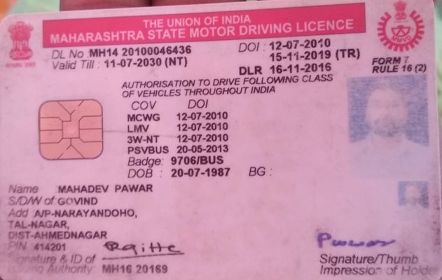 THE UNION OF INDIA
MAHARASHTRA STATE MOTOR DRIVING LICENCE
DL No MH14 20100046436 DOI : 12-07-2010
Valid Till : 11-07-2030 (NT) 15-11-2019 (TR)
DLR 16-11-2016
FORM 7
RULE 16 (2)
AUTHORISATION TO DRIVE FOLLOWING CLASS
OF VEHICLES THROUGHOUT INDIA
COV DOI
MCWG 12-07-2010
LMV 12-07-2010
3W-NT 12-07-2010
PSVBUS 20-05-2013
Badge: 9706/BUS
DOB : 20-07-1987 BG :
Name MAHADEV PAWAR
S/D/W of GOVIND
Add A/P-NARAYANDOHO,
TAL-NAGAR,
DIST-AHMEDNAGAR
PIN 414201
Signature & ID of
Issuing Authority: MH16 20169
Signature/Thumb
Impression of Holder